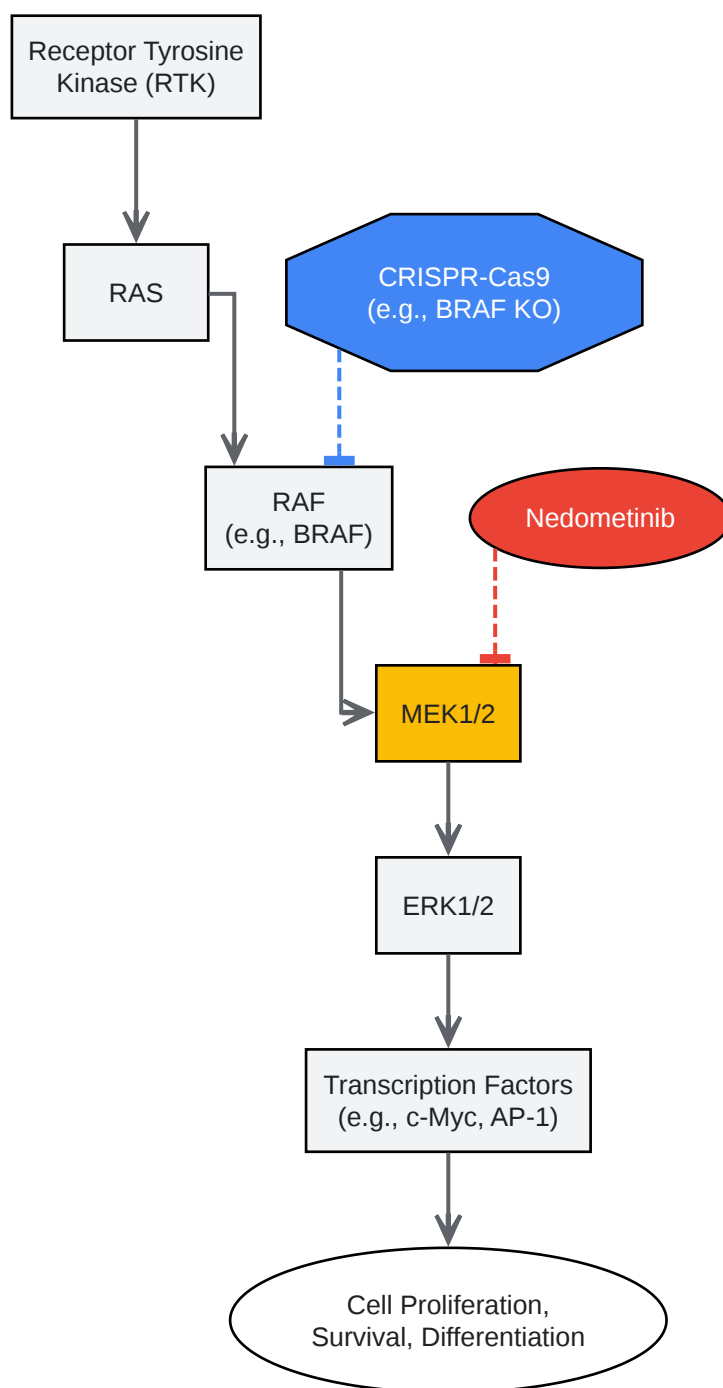 Receptor Tyrosine
Kinase (RTK)
RAS
CRISPR-Cas9
(e.g., BRAF KO)
RAF
(e.g., BRAF)
Nedometinib
MEK1/2
ERK1/2
Transcription Factors
(e.g., c-Myc, AP-1)
Cell Proliferation,
Survival, Differentiation